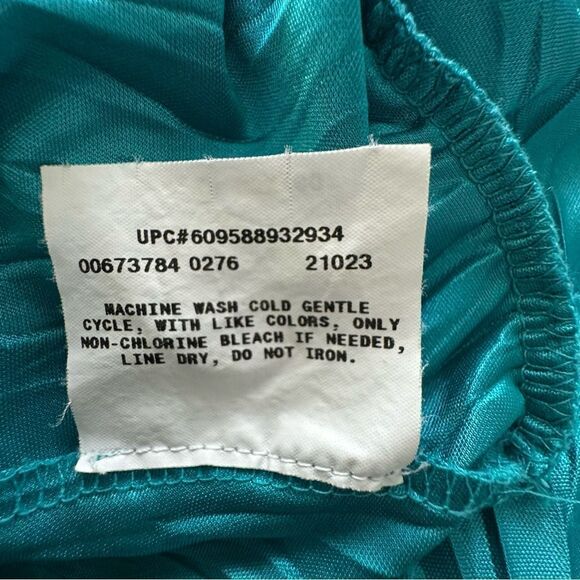 UPC#609588932934
00673784 0276 21023
MACHINE WASH COLD GENTLE
CYCLE, WITH LIKE COLORS, ONLY
NON-CHLORINE BLEACH IF NEEDED,
LINE DRY, DO NOT IRON.